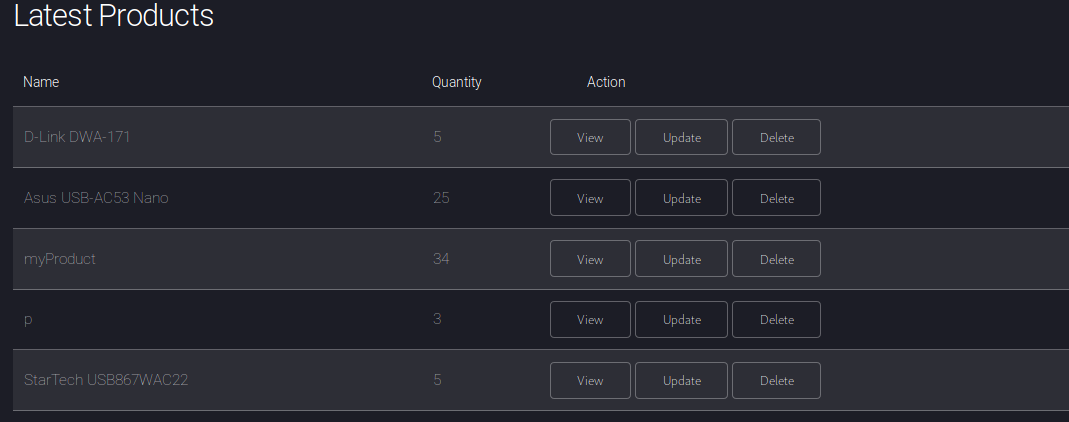 Latest Products
Name Quantity Action
D-Link DWA-171 5 View Update Delete
Asus USB-AC53 Nano 25 View Update Delete
myProduct 34 View Update Delete
p 3 View Update Delete
StarTech USB867WAC22 5 View Update Delete